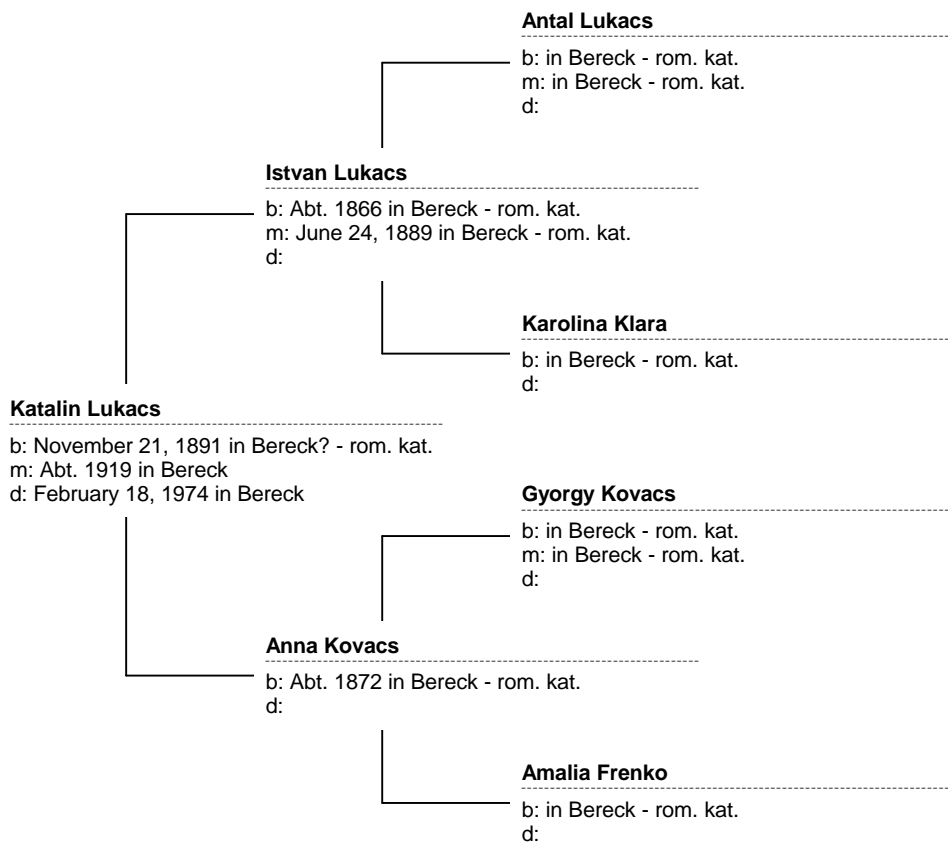 Antal Lukacs
b: in Bereck - rom. kat.
m: in Bereck - rom. kat.
d:
Istvan Lukacs
b: Abt. 1866 in Bereck - rom. kat.
m: June 24, 1889 in Bereck - rom. kat.
d:
Karolina Klara
b: in Bereck - rom. kat.
d:
Katalin Lukacs
b: November 21, 1891 in Bereck? - rom. kat.
m: Abt. 1919 in Bereck
d: February 18, 1974 in Bereck
Gyorgy Kovacs
b: in Bereck - rom. kat.
m: in Bereck - rom. kat.
d:
Anna Kovacs
b: Abt. 1872 in Bereck - rom. kat.
d:
Amalia Frenko
b: in Bereck - rom. kat.
d: